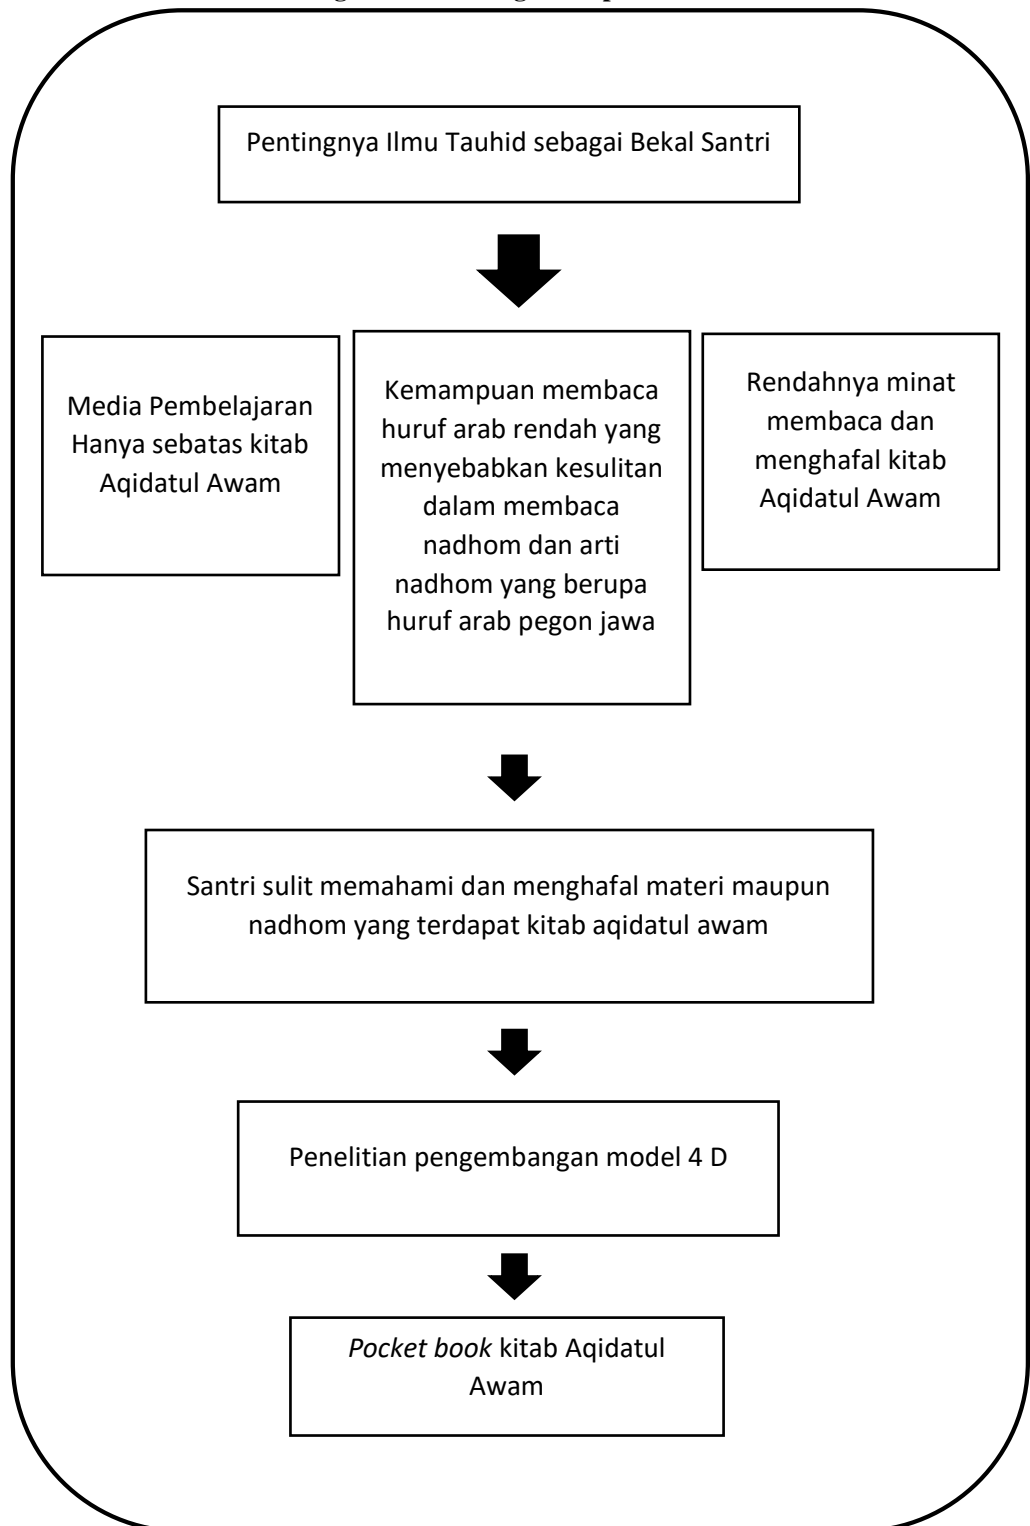 Pentingnya Ilmu Tauhid sebagai Bekal Santri
Media Pembelajaran
Hanya sebatas kitab
Aqidatul Awam
Kemampuan membaca
huruf arab rendah yang
menyebabkan kesulitan
dalam membaca
nadhom dan arti
nadhom yang berupa
huruf arab pegon jawa
Rendahnya minat
membaca dan
menghafal kitab
Aqidatul Awam
Santri sulit memahami dan menghafal materi maupun
nadhom yang terdapat kitab aqidatul awam
Penelitian pengembangan model 4 D
Pocket book kitab Aqidatul
Awam